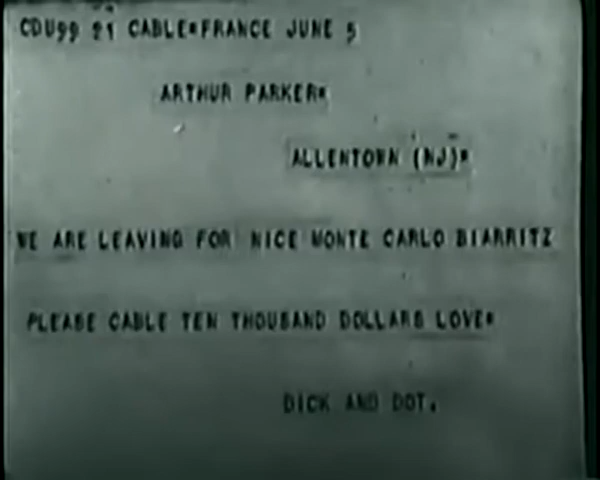 CDU99 21 CABLE=FRANCE JUNE 5
ARTHUR PARKER=
ALLENTOWN (NJ)=
WE ARE LEAVING FOR NICE MONTE CARLO BIARRITZ
PLEASE CABLE TEN THOUSAND DOLLARS LOVE=
DICK AND DOT.